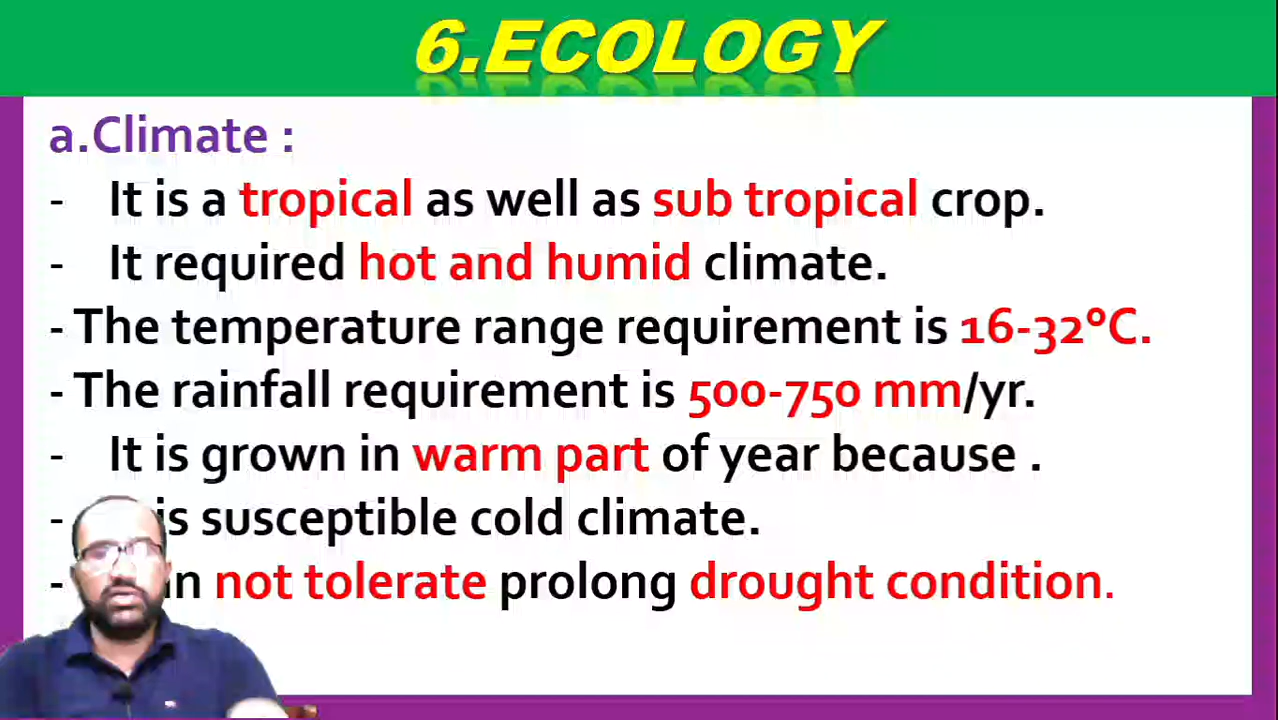 6.ECOLOGY
a.Climate :
- It is a tropical as well as sub tropical crop.
- It required hot and humid climate.
- The temperature range requirement is 16-32°C.
- The rainfall requirement is 500-750 mm/yr.
- It is grown in warm part of year because .
- is susceptible cold climate.
- not tolerate prolong drought condition.